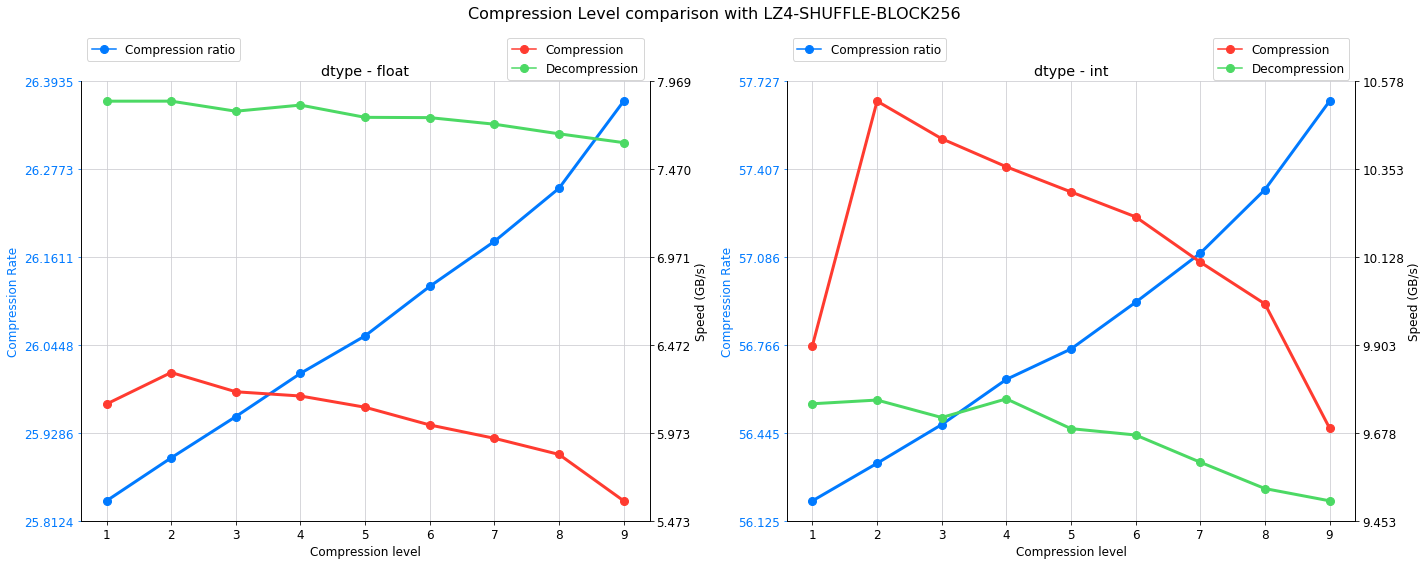 Compression Level comparison with LZ4-SHUFFLE-BLOCK256
Compression ratio
Compression
Decompression
dtype - float
26.3935
26.2773
26.1611
26.0448
25.9286
25.8124
Compression Rate
7.969
7.470
6.971
6.472
5.973
5.473
Speed (GB/s)
1 2 3 4 5 6 7 8 9
Compression level
Compression ratio
Compression
Decompression
dtype - int
57.727
57.407
57.086
56.766
56.445
56.125
Compression Rate
10.578
10.353
10.128
9.903
9.678
9.453
Speed (GB/s)
1 2 3 4 5 6 7 8 9
Compression level